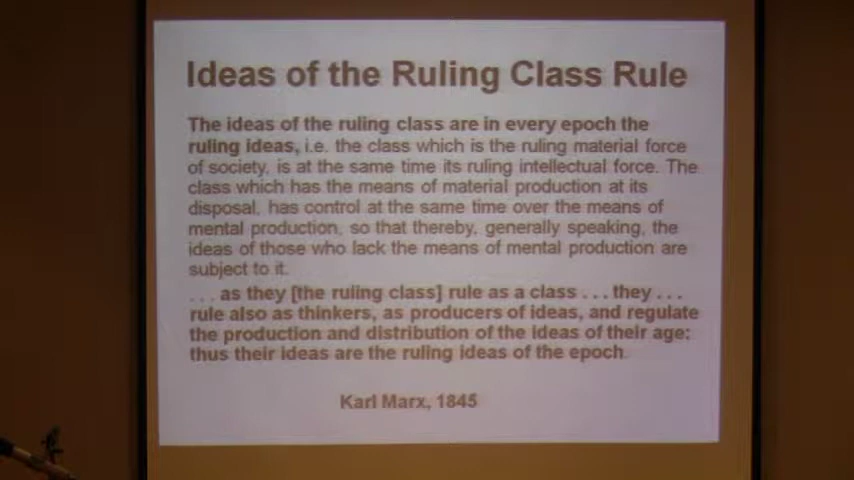 Ideas of the Ruling Class Rule
The ideas of the ruling class are in every epoch the
ruling ideas, i.e. the class which is the ruling material force
of society, is at the same time its ruling intellectual force. The
class which has the means of material production at its
disposal, has control at the same time over the means of
mental production, so that thereby, generally speaking, the
ideas of those who lack the means of mental production are
subject to it.
. . . as they [the ruling class] rule as a class . . . they . . .
rule also as thinkers, as producers of ideas, and regulate
the production and distribution of the ideas of their age:
thus their ideas are the ruling ideas of the epoch.
Karl Marx, 1845